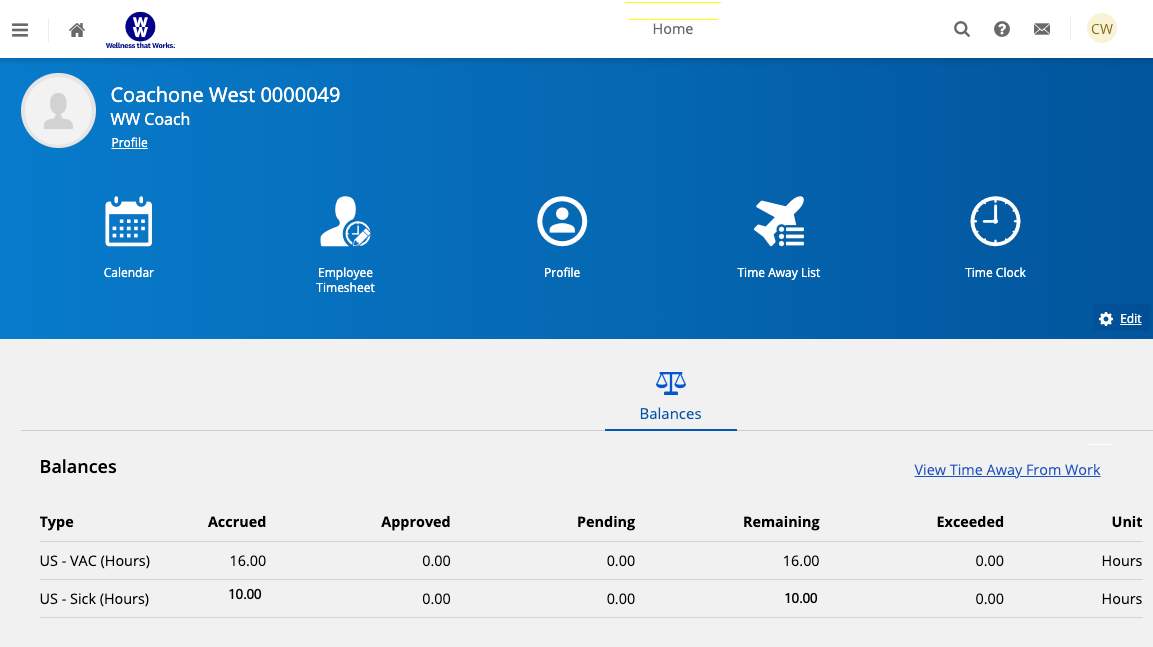 WW
Wellness that Works.
Home
CW
Coachone West 0000049
WW Coach
Profile
Calendar
Employee
Timesheet
Profile
Time Away List
Time Clock
Edit
Balances
Balances
View Time Away From Work
Type Accrued Approved Pending Remaining Exceeded Unit
US - VAC (Hours) 16.00 0.00 0.00 16.00 0.00 Hours
US - Sick (Hours) 10.00 0.00 0.00 10.00 0.00 Hours